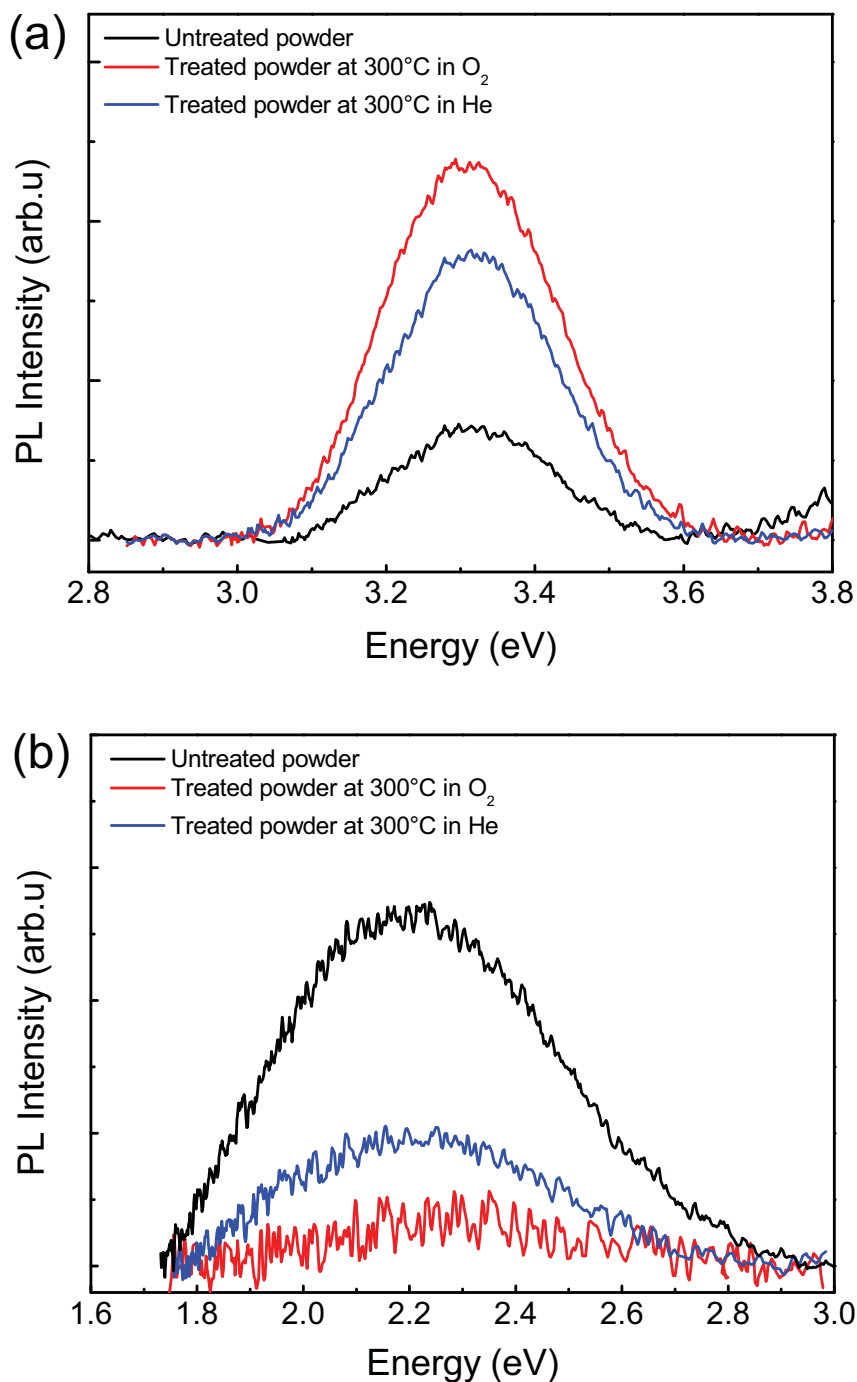 (a)
Untreated powder
Treated powder at 300°C in O₂
Treated powder at 300°C in He
PL Intensity (arb.u)
2.8 3.0 3.2 3.4 3.6 3.8
Energy (eV)
(b)
Untreated powder
Treated powder at 300°C in O₂
Treated powder at 300°C in He
PL Intensity (arb.u)
1.6 1.8 2.0 2.2 2.4 2.6 2.8 3.0
Energy (eV)